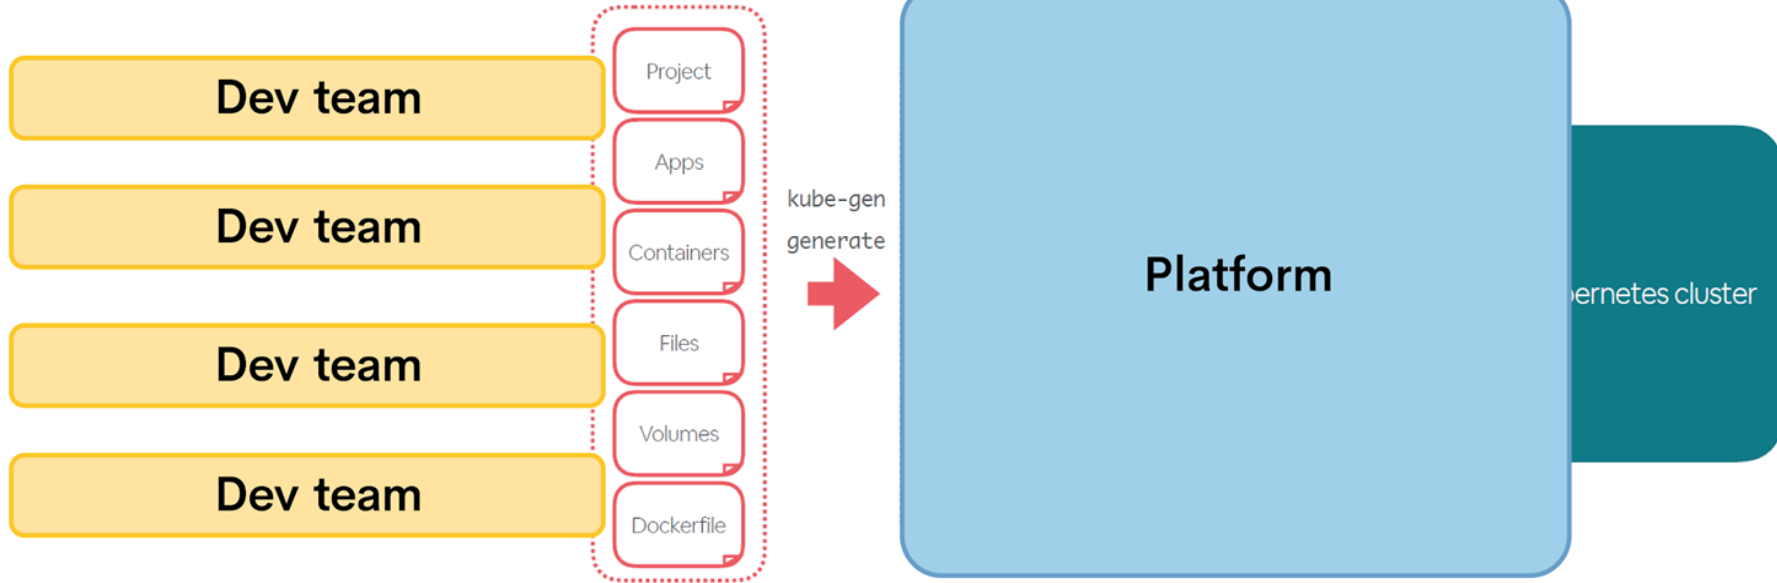 Dev team
Dev team
Dev team
Dev team
Project
Apps
Containers
Files
Volumes
Dockerfile
kube-gen
generate
Platform
bernetes cluster